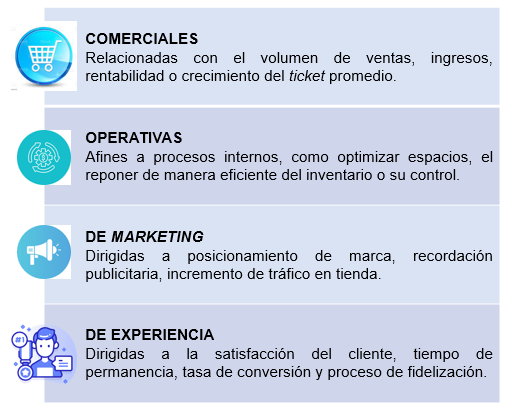 COMERCIALES
Relacionadas con el volumen de ventas, ingresos,
rentabilidad o crecimiento del ticket promedio.
OPERATIVAS
Afines a procesos internos, como optimizar espacios, el
reponer de manera eficiente del inventario o su control.
DE MARKETING
Dirigidas a posicionamiento de marca, recordación
publicitaria, incremento de tráfico en tienda.
#1
DE EXPERIENCIA
Dirigidas a la satisfacción del cliente, tiempo de
permanencia, tasa de conversión y proceso de fidelización.